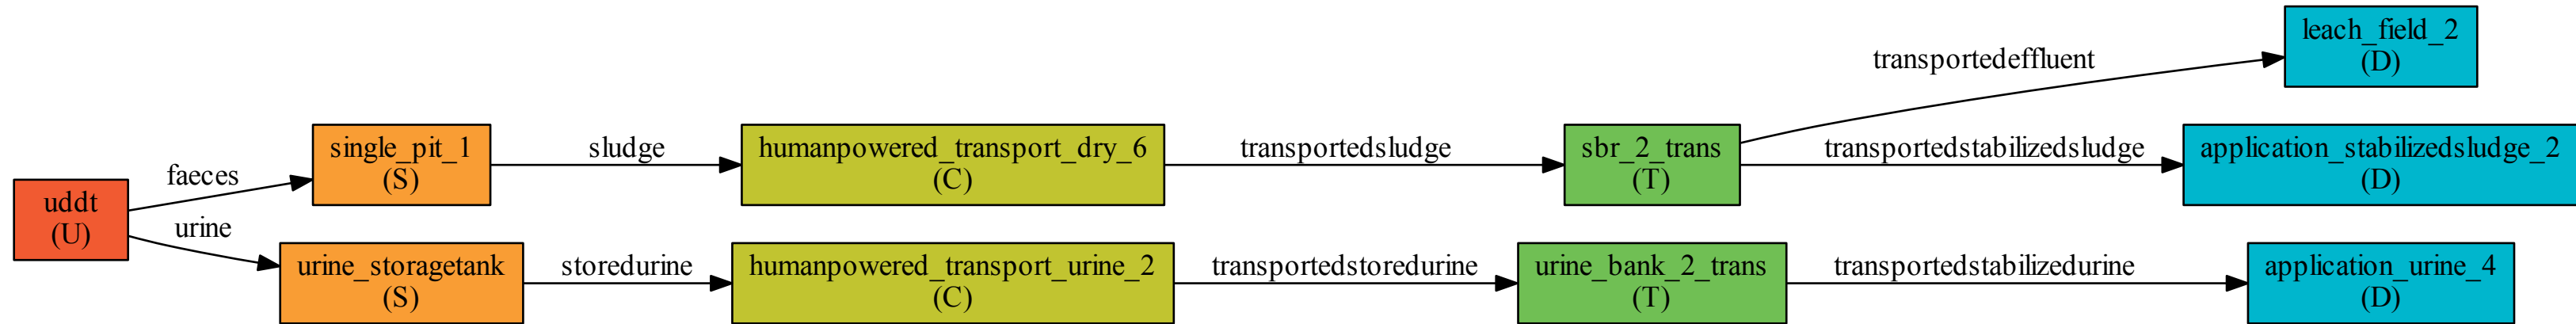 leach_field_2
(D)
transportedeffluent
single_pit_1
(S)
sludge
humanpowered_transport_dry_6
(C)
transportedsludge
sbr_2_trans
(T)
transportedstabilizedsludge
application_stabilizedsludge_2
(D)
faeces
uddt
(U)
urine
urine_storagetank
(S)
storedurine
humanpowered_transport_urine_2
(C)
transportedstoredurine
urine_bank_2_trans
(T)
transportedstabilizedurine
application_urine_4
(D)